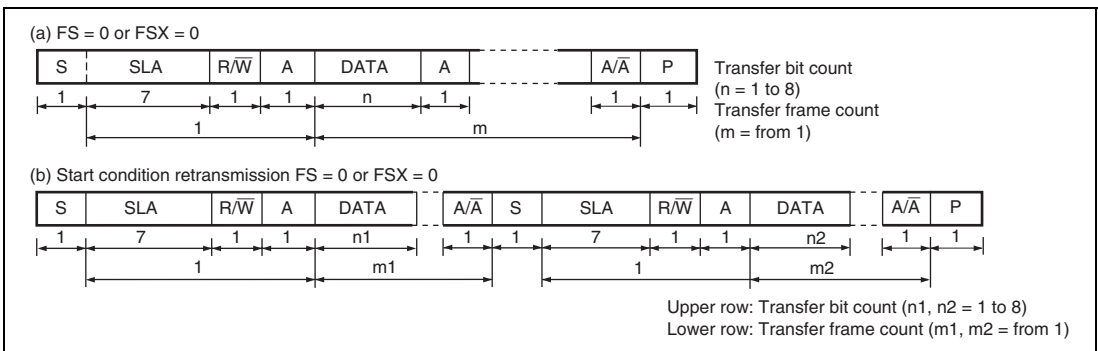 (a) FS = 0 or FSX = 0
S SLA R/W̅ A DATA A A/A̅ P
1 7 1 1 n 1 1 1
1 m
Transfer bit count
(n = 1 to 8)
Transfer frame count
(m = from 1)
(b) Start condition retransmission FS = 0 or FSX = 0
S SLA R/W̅ A DATA A/A̅ S SLA R/W̅ A DATA A/A̅ P
1 7 1 1 n1 1 1 7 1 1 n2 1 1
1 m1 1 m2
Upper row: Transfer bit count (n1, n2 = 1 to 8)
Lower row: Transfer frame count (m1, m2 = from 1)